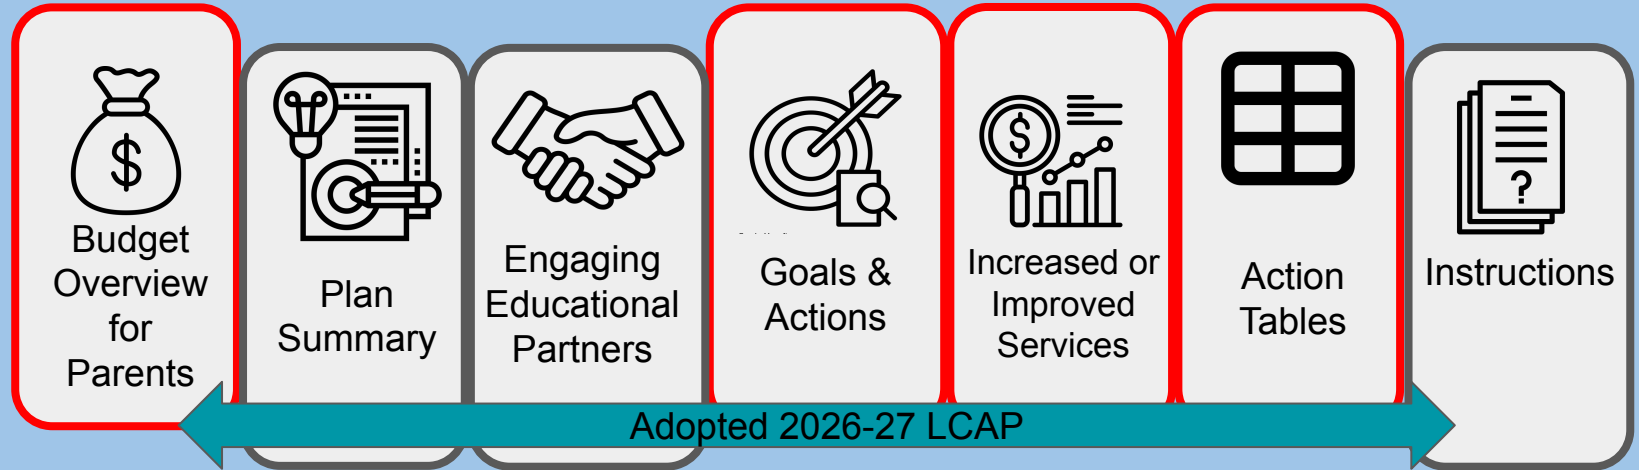 $
Budget
Overview
for
Parents
Plan
Summary
Engaging
Educational
Partners
Goals &
Actions
$
Increased or
Improved
Services
Action
Tables
?
Instructions
Adopted 2026-27 LCAP